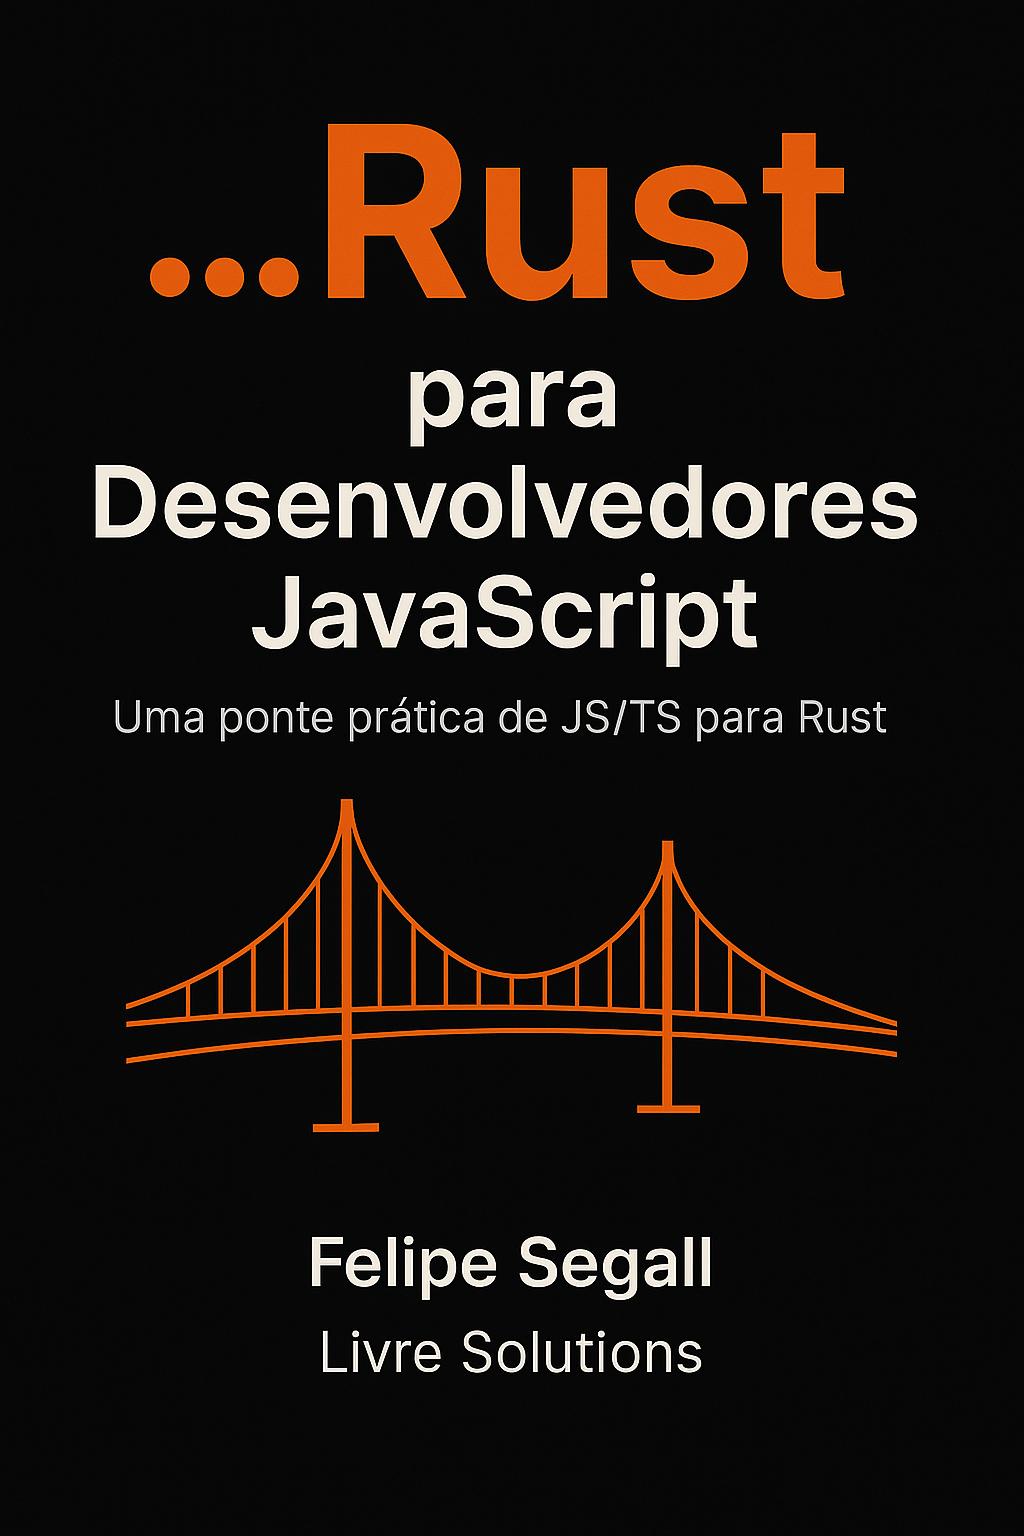 ...Rust
para
Desenvolvedores
JavaScript
Uma ponte prática de JS/TS para Rust
Felipe Segall
Livre Solutions